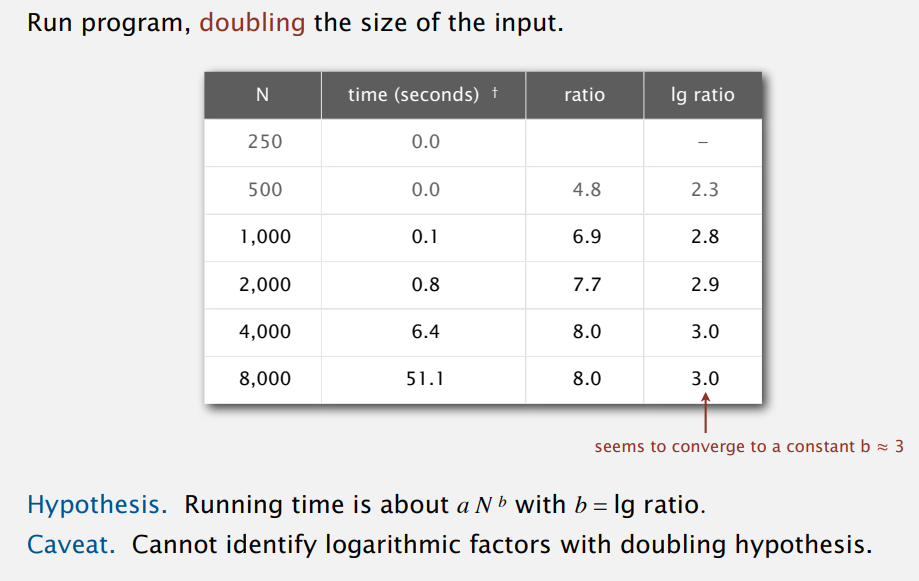 Run program, doubling the size of the input.
N time (seconds) † ratio lg ratio
250 0.0 –
500 0.0 4.8 2.3
1,000 0.1 6.9 2.8
2,000 0.8 7.7 2.9
4,000 6.4 8.0 3.0
8,000 51.1 8.0 3.0
seems to converge to a constant b ≈ 3
Hypothesis. Running time is about a N b with b = lg ratio.
Caveat. Cannot identify logarithmic factors with doubling hypothesis.